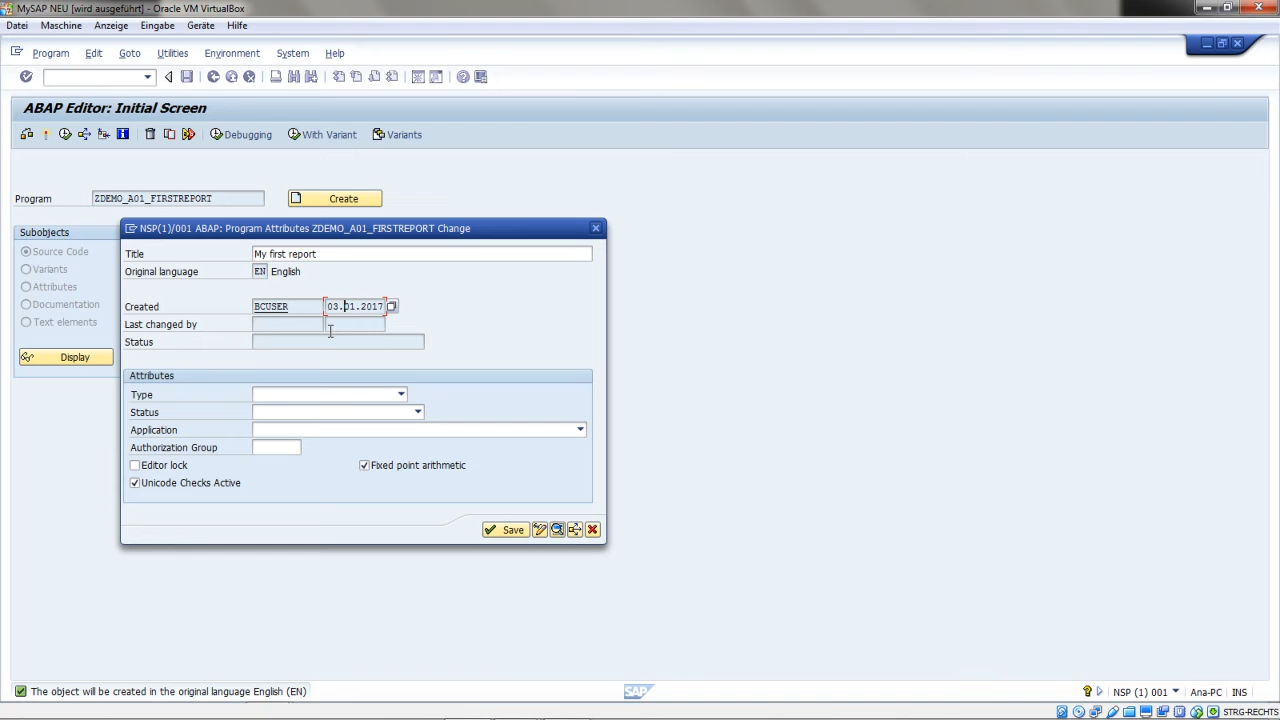 MySAP NEU [wird ausgeführt] - Oracle VM VirtualBox
Datei Maschine Anzeige Eingabe Geräte Hilfe
Program Edit Goto Utilities Environment System Help
ABAP Editor: Initial Screen
Debugging With Variant Variants
Program ZDEMO_A01_FIRSTREPORT Create
Subobjects
Source Code
Variants
Attributes
Documentation
Text elements
Display
NSP(1)/001 ABAP: Program Attributes ZDEMO_A01_FIRSTREPORT Change
Title My first report
Original language EN English
Created BCUSER 03.01.2017
Last changed by
Status
Attributes
Type
Status
Application
Authorization Group
Editor lock Fixed point arithmetic
Unicode Checks Active
Save
The object will be created in the original language English (EN)
SAP
NSP (1) 001 Ana-PC INS
STRG-RECHTS